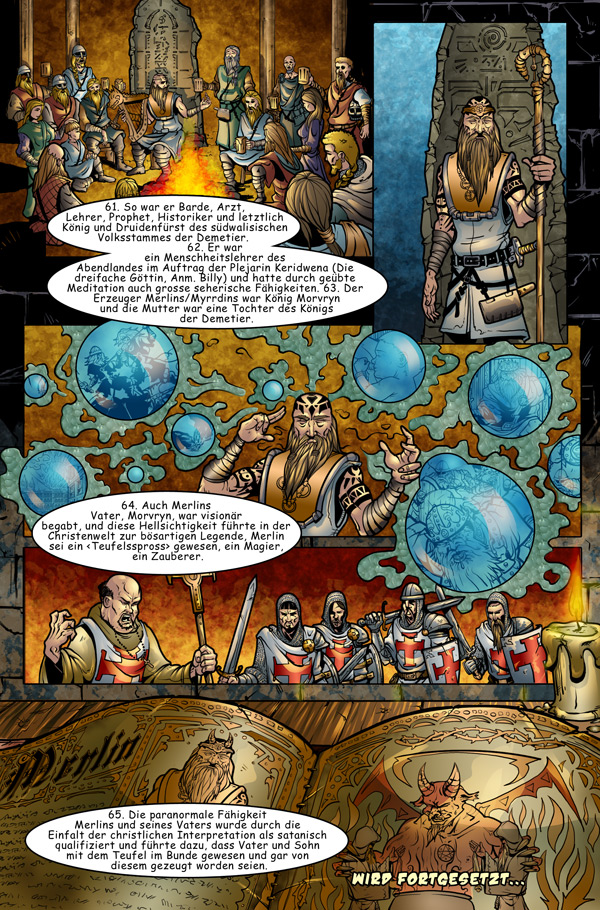 61. So war er Barde, Arzt,
Lehrer, Prophet, Historiker und letztlich
König und Druidenfürst des südwalisischen
Volksstammes der Demetier.
62. Er war
ein Menschheitslehrer des
Abendlandes im Auftrag der Plejarin Keridwena (Die
dreifache Göttin, Anm. Billy) und hatte durch geübte
Meditation auch grosse seherische Fähigkeiten. 63. Der
Erzeuger Merlins/Myrrdins war König Morvryn
und die Mutter war eine Tochter des Königs
der Demetier.
64. Auch Merlins
Vater, Morvryn, war visionär
begabt, und diese Hellsichtigkeit führte in der
Christenwelt zur bösartigen Legende, Merlin
sei ein <Teufelsspross> gewesen, ein Magier,
ein Zauberer.
Merlin
65. Die paranormale Fähigkeit
Merlins und seines Vaters wurde durch die
Einfalt der christlichen Interpretation als satanisch
qualifiziert und führte dazu, dass Vater und Sohn
mit dem Teufel im Bunde gewesen und gar von
diesem gezeugt worden seien.
WIRD FORTGESETZT...